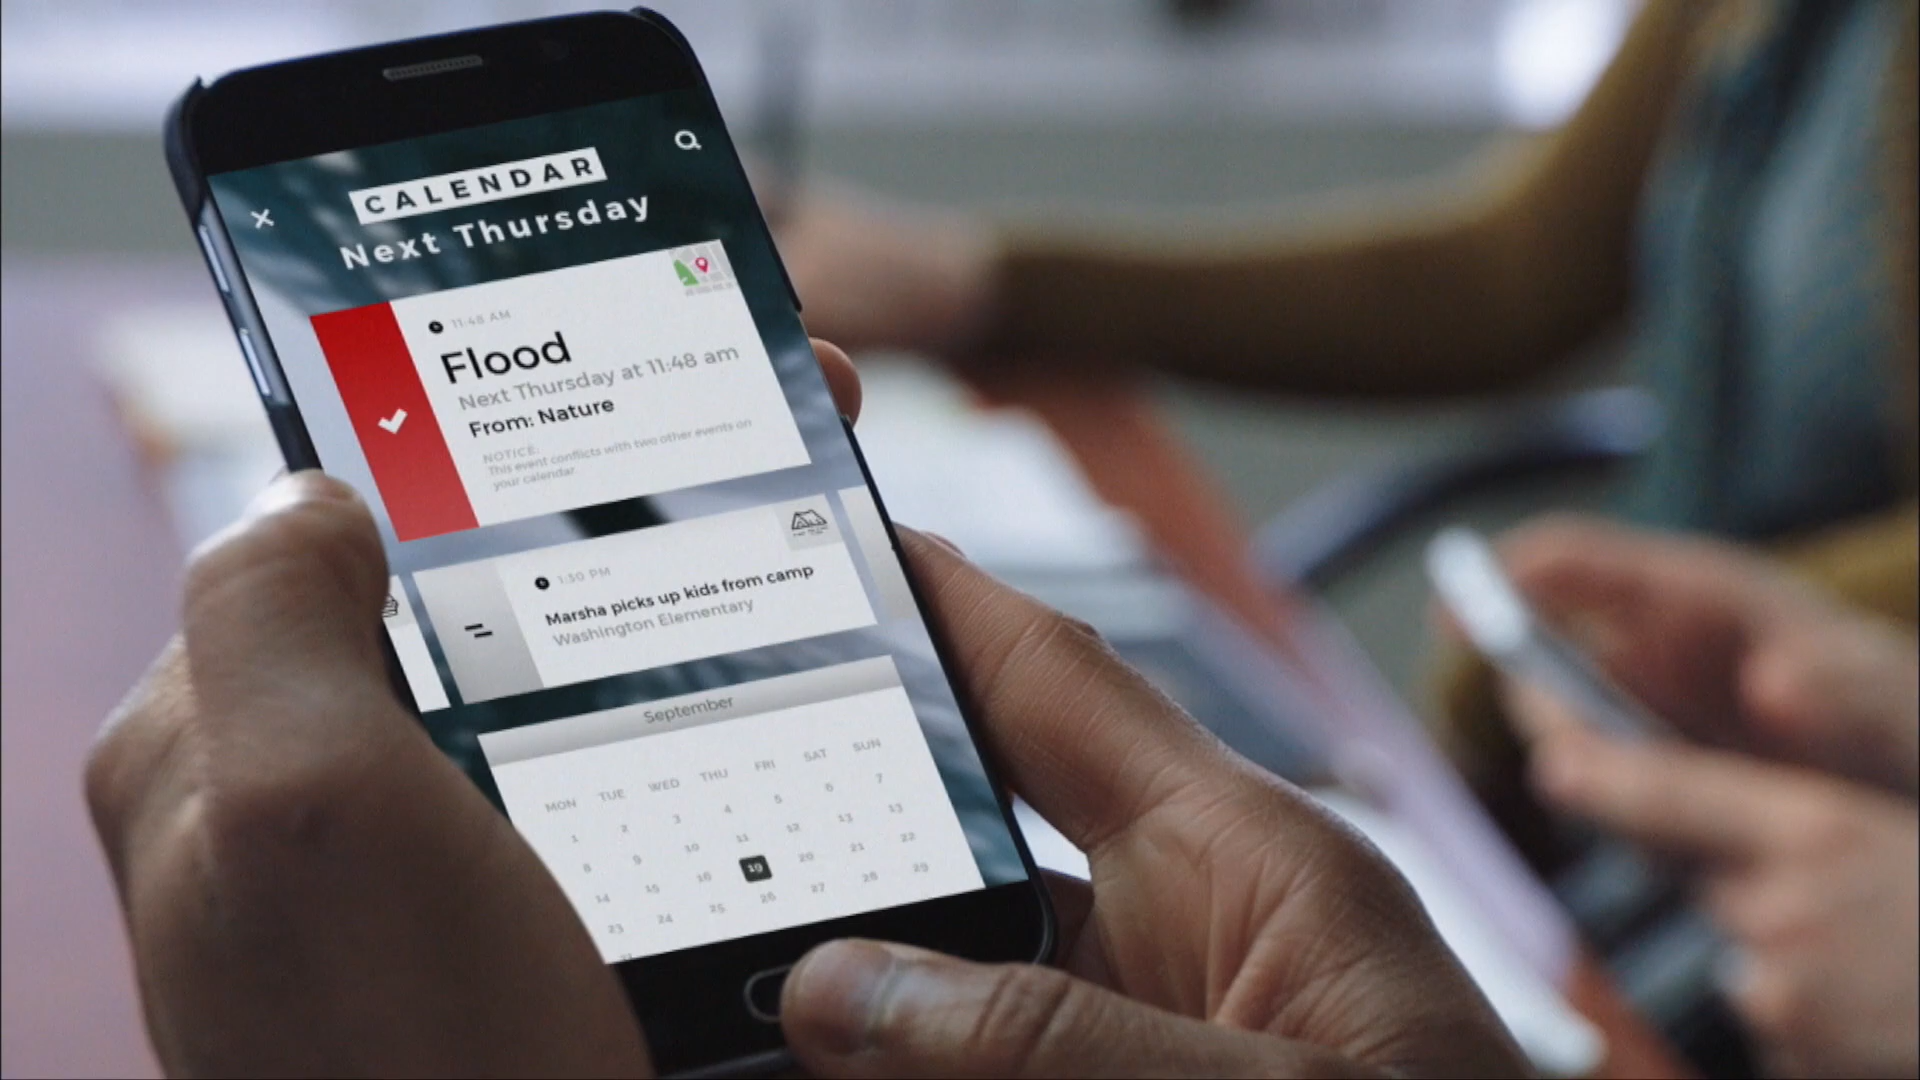 CALENDAR
Next Thursday
11:48 AM
Flood
Next Thursday at 11:48 am
From: Nature
NOTICE:
This event conflicts with two other events on
your calendar
1:30 PM
Marsha picks up kids from camp
Washington Elementary
September
MON TUE WED THU FRI SAT SUN
1 2 3 4 5 6 7
8 9 10 11 12 13 13
14 15 16 19 20 21 22
23 24 25 26 27 28 29